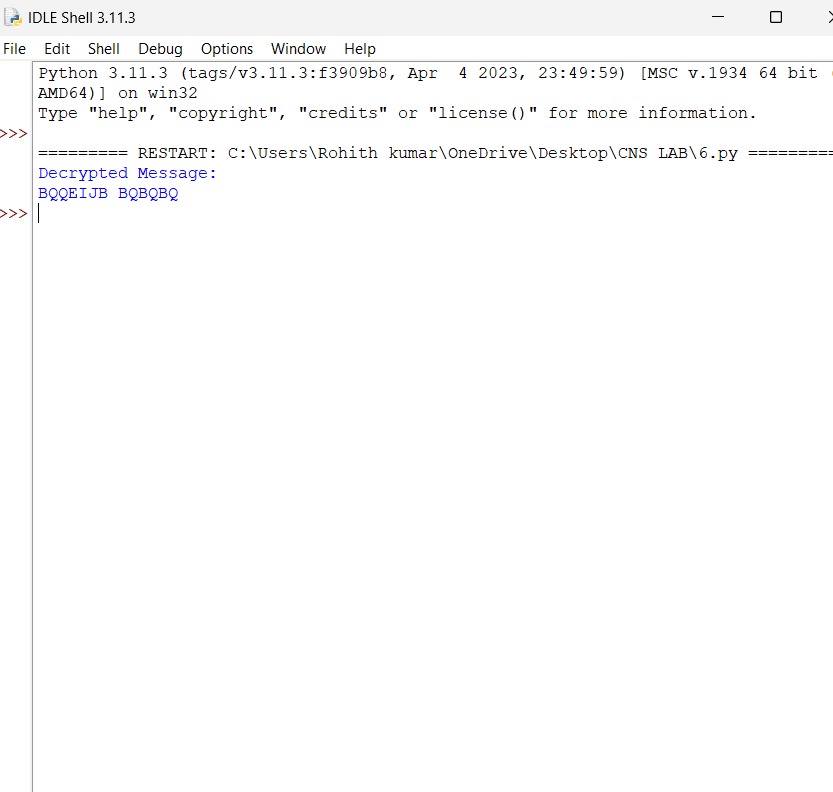 IDLE Shell 3.11.3
File Edit Shell Debug Options Window Help
Python 3.11.3 (tags/v3.11.3:f3909b8, Apr  4 2023, 23:49:59) [MSC v.1934 64 bit (
AMD64)] on win32
Type "help", "copyright", "credits" or "license()" for more information.
>>>
========= RESTART: C:\Users\Rohith kumar\OneDrive\Desktop\CNS LAB\6.py =========
Decrypted Message:
BQQEIJB BQBQBQ
>>>